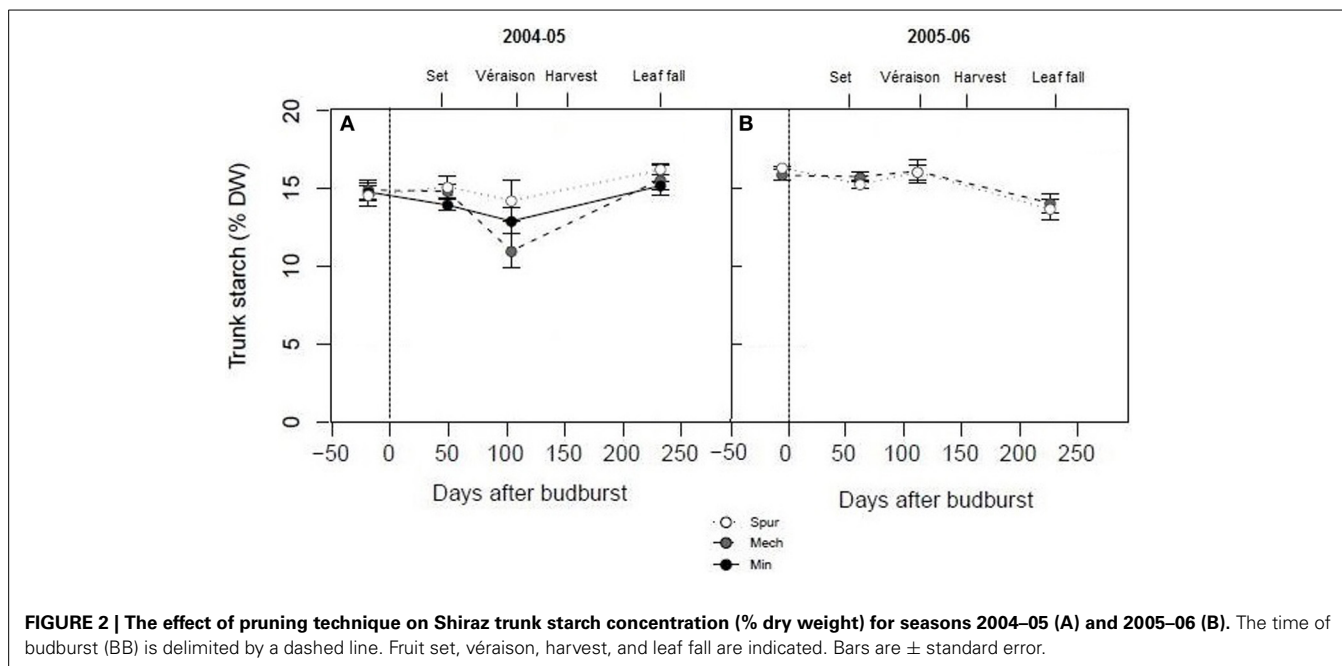 2004-05 2005-06
Set Véraison Harvest Leaf fall Set Véraison Harvest Leaf fall
A B
Trunk starch (% DW)
20
15
10
5
0
−50 0 50 100 150 200 250 −50 0 50 100 150 200 250
Days after budburst Days after budburst
Spur
Mech
Min
FIGURE 2 | The effect of pruning technique on Shiraz trunk starch concentration (% dry weight) for seasons 2004–05 (A) and 2005–06 (B). The time of
budburst (BB) is delimited by a dashed line. Fruit set, véraison, harvest, and leaf fall are indicated. Bars are ± standard error.